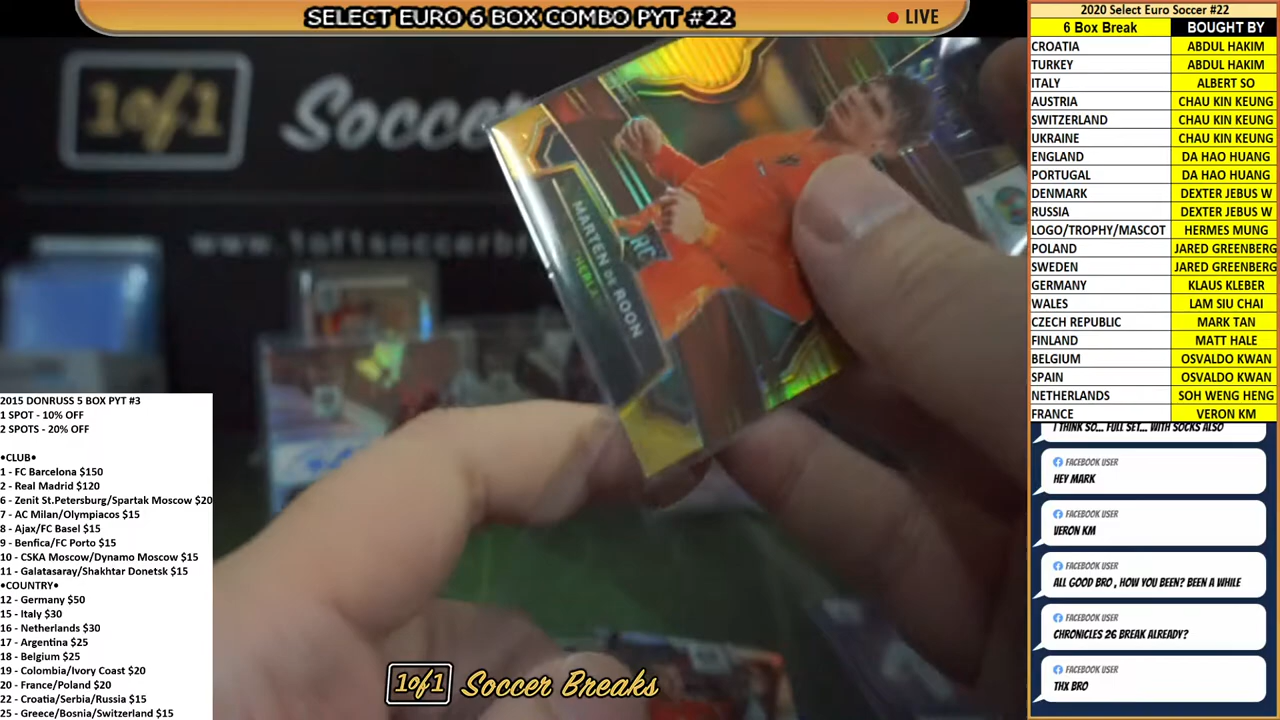 SELECT EURO 6 BOX COMBO PYT #22
LIVE
1of1 Soccer
MARTEN DE ROON
RC
2015 DONRUSS 5 BOX PYT #3
1 SPOT - 10% OFF
2 SPOTS - 20% OFF
•CLUB•
1 - FC Barcelona $150
2 - Real Madrid $120
6 - Zenit St.Petersburg/Spartak Moscow $20
7 - AC Milan/Olympiacos $15
8 - Ajax/FC Basel $15
9 - Benfica/FC Porto $15
10 - CSKA Moscow/Dynamo Moscow $15
11 - Galatasaray/Shakhtar Donetsk $15
•COUNTRY•
12 - Germany $50
15 - Italy $30
16 - Netherlands $30
17 - Argentina $25
18 - Belgium $25
19 - Colombia/Ivory Coast $20
20 - France/Poland $20
22 - Croatia/Serbia/Russia $15
25 - Greece/Bosnia/Switzerland $15
1of1 Soccer Breaks
2020 Select Euro Soccer #22
6 Box Break BOUGHT BY
CROATIA ABDUL HAKIM
TURKEY ABDUL HAKIM
ITALY ALBERT SO
AUSTRIA CHAU KIN KEUNG
SWITZERLAND CHAU KIN KEUNG
UKRAINE CHAU KIN KEUNG
ENGLAND DA HAO HUANG
PORTUGAL DA HAO HUANG
DENMARK DEXTER JEBUS W
RUSSIA DEXTER JEBUS W
LOGO/TROPHY/MASCOT HERMES MUNG
POLAND JARED GREENBERG
SWEDEN JARED GREENBERG
GERMANY KLAUS KLEBER
WALES LAM SIU CHAI
CZECH REPUBLIC MARK TAN
FINLAND MATT HALE
BELGIUM OSVALDO KWAN
SPAIN OSVALDO KWAN
NETHERLANDS SOH WENG HENG
FRANCE VERON KM
I THINK SO... FULL SET... WITH SOCKS ALSO
FACEBOOK USER
HEY MARK
FACEBOOK USER
VERON KM
FACEBOOK USER
ALL GOOD BRO , HOW YOU BEEN? BEEN A WHILE
FACEBOOK USER
CHRONICLES 26 BREAK ALREADY?
FACEBOOK USER
THX BRO